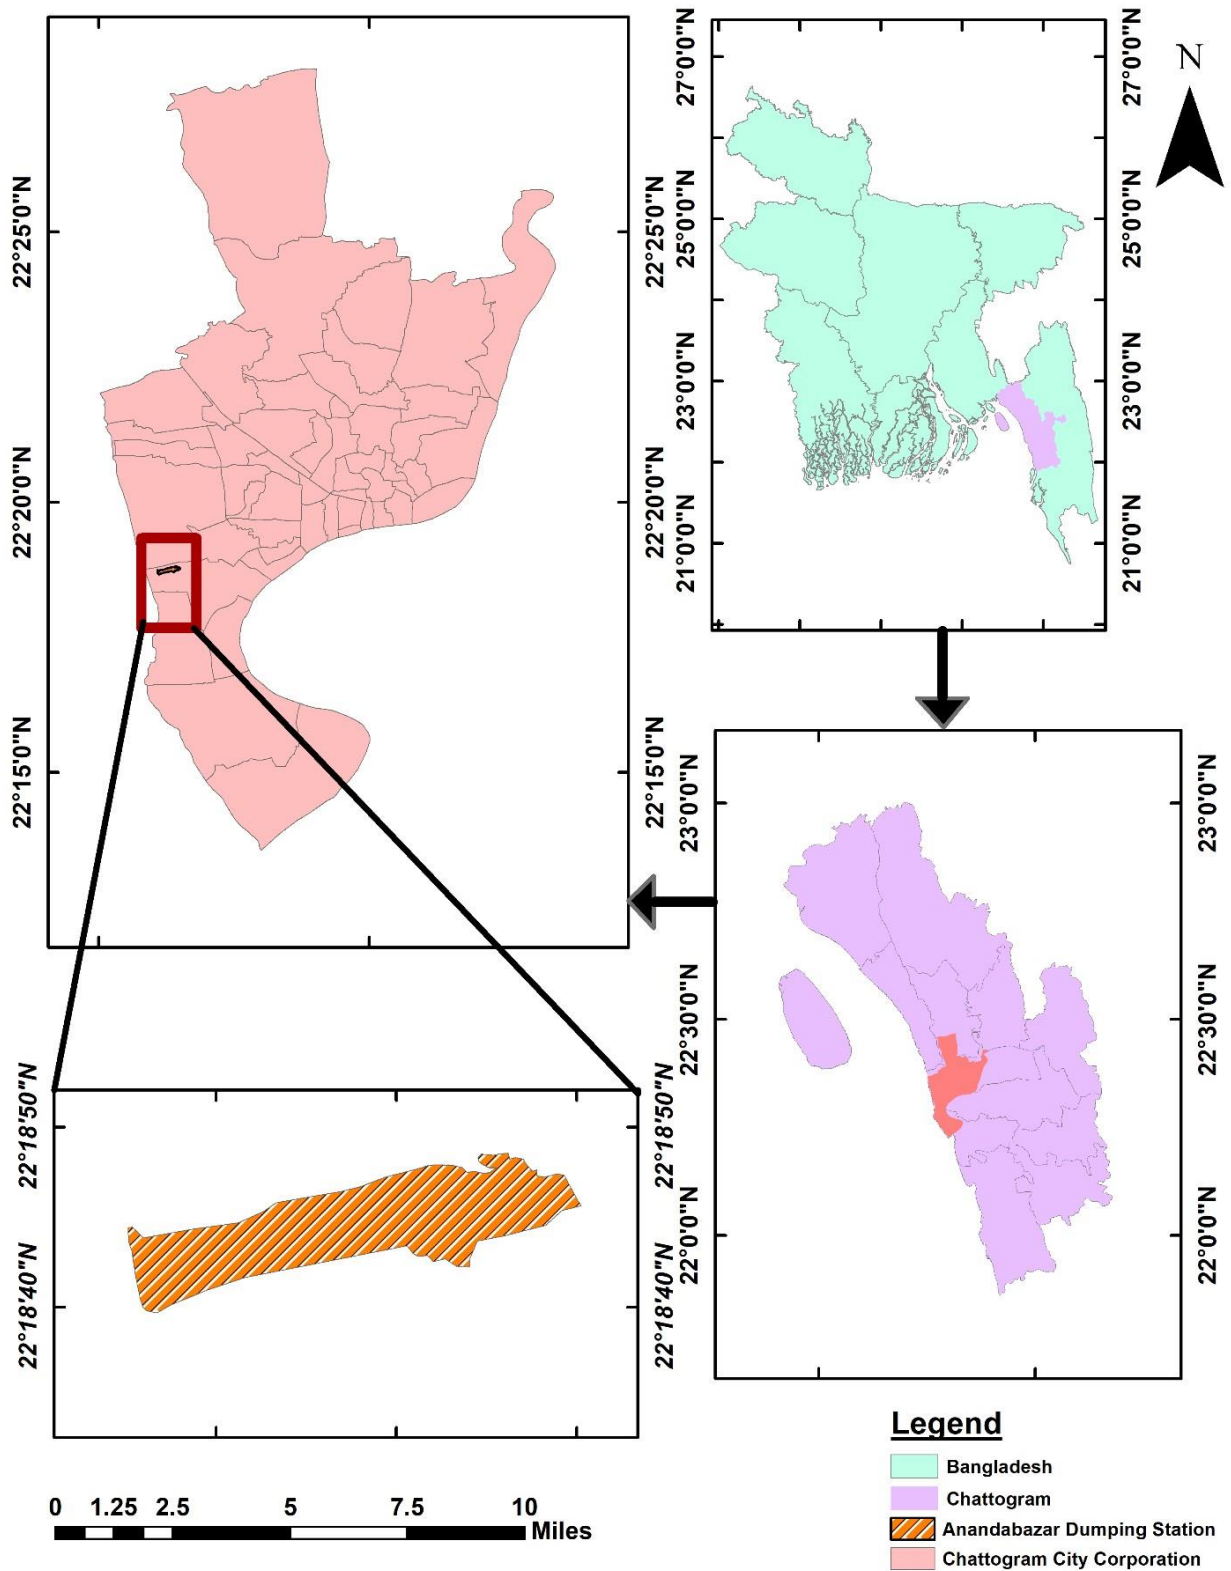 22°25'0"N
22°20'0"N
22°15'0"N
22°25'0"N
22°20'0"N
22°15'0"N
27°0'0"N
25°0'0"N
23°0'0"N
21°0'0"N
27°0'0"N
25°0'0"N
23°0'0"N
21°0'0"N
N
23°0'0"N
22°30'0"N
22°0'0"N
23°0'0"N
22°30'0"N
22°0'0"N
22°18'50"N
22°18'40"N
22°18'50"N
22°18'40"N
0 1.25 2.5 5 7.5 10
Miles
Legend
Bangladesh
Chattogram
Anandabazar Dumping Station
Chattogram City Corporation